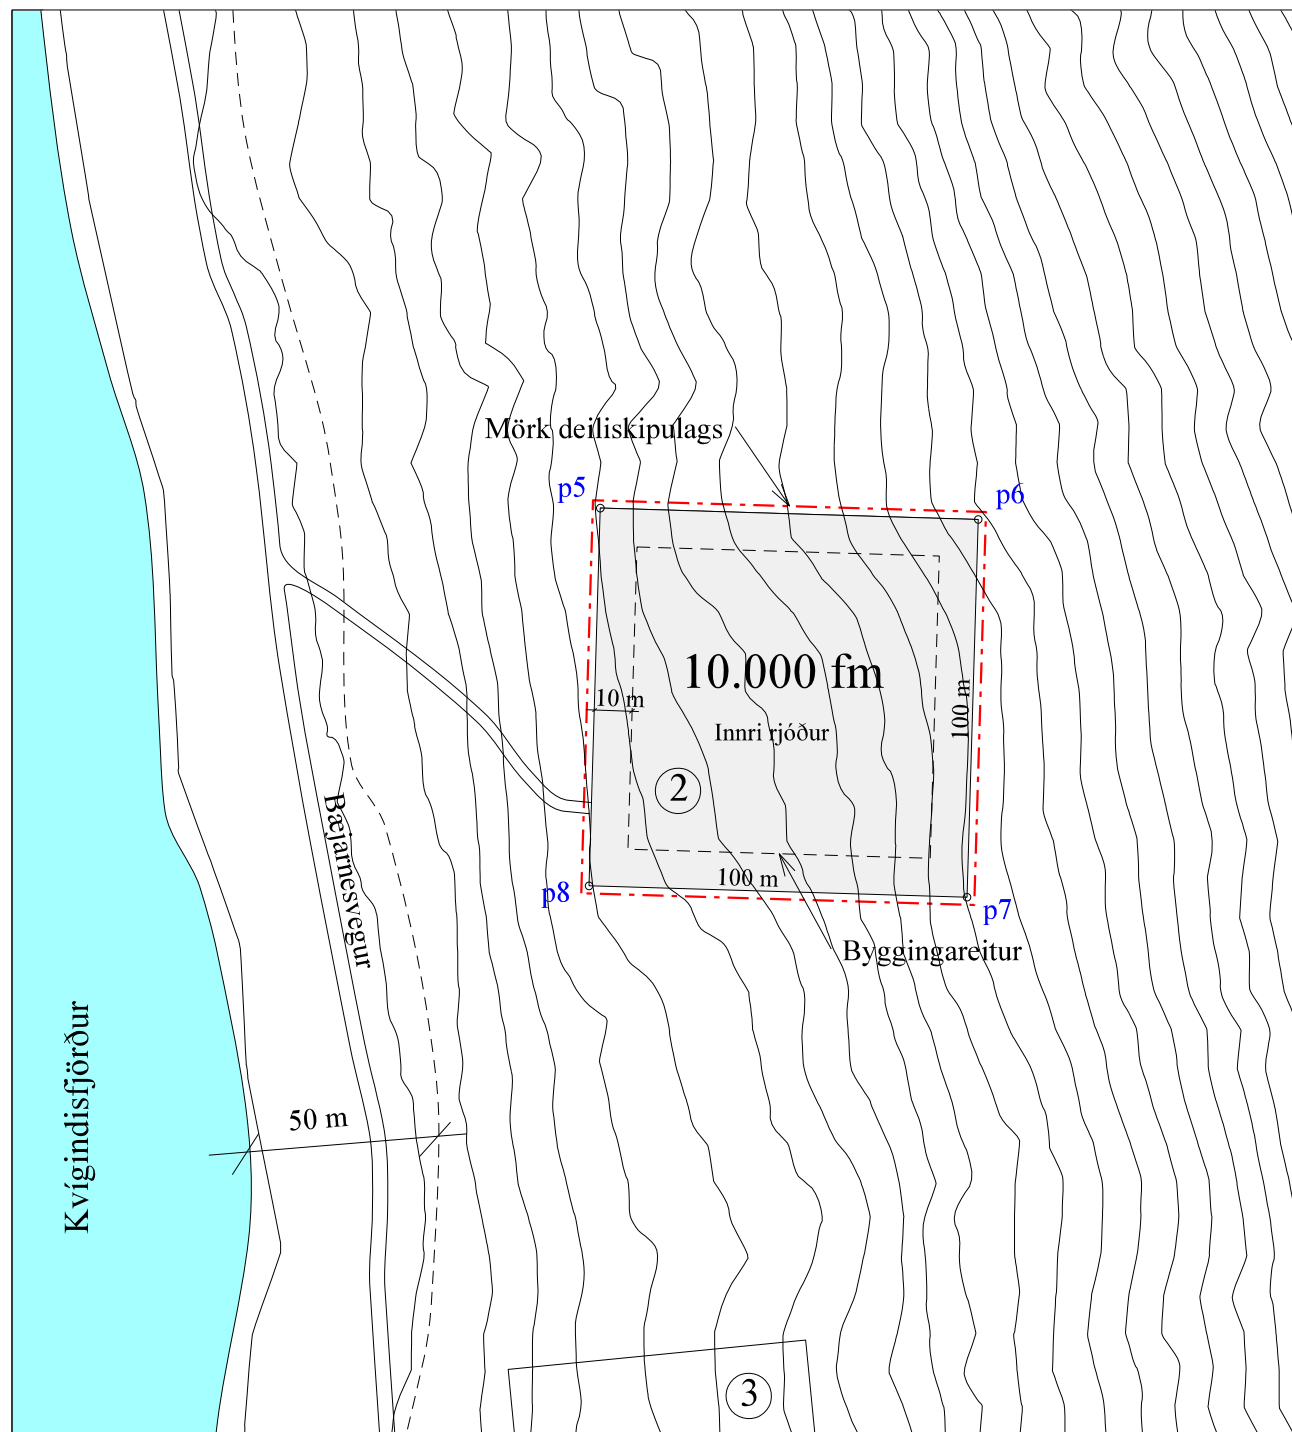 Mörk deiliskipulags
p5
p6
10.000 fm
100 m
10 m
Innri rjóður
2
Bæjarnesvegur
100 m
p8
p7
Byggingareitur
Kvígindisfjörður
50 m
3